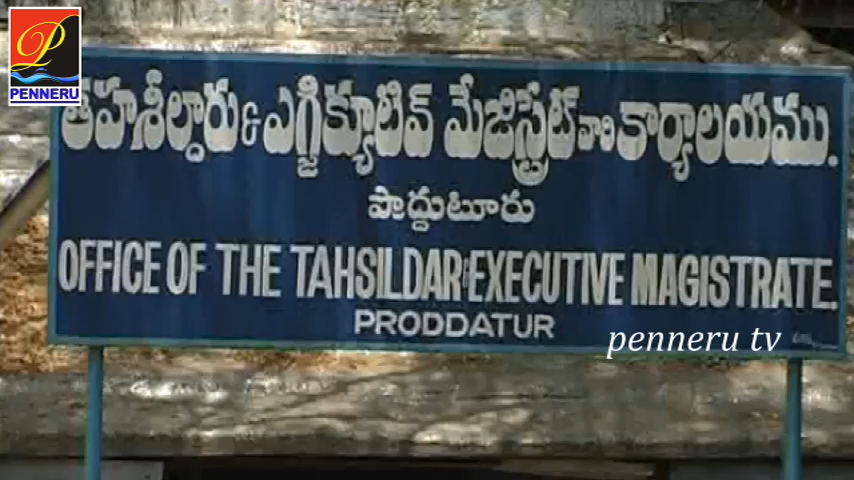 P
PENNERU
తహశీల్దారు & ఎగ్జిక్యూటివ్ మేజిస్ట్రేట్ వారి కార్యాలయము.
పొద్దుటూరు
OFFICE OF THE TAHSILDAR & EXECUTIVE MAGISTRATE.
PRODDATUR
penneru tv